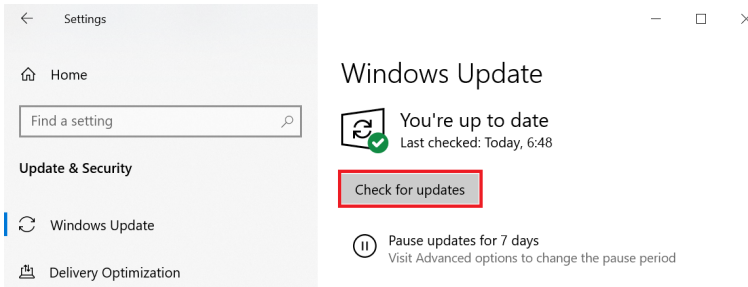 Settings
Home
Find a setting
Update & Security
Windows Update
Delivery Optimization
Windows Update
You're up to date
Last checked: Today, 6:48
Check for updates
Pause updates for 7 days
Visit Advanced options to change the pause period